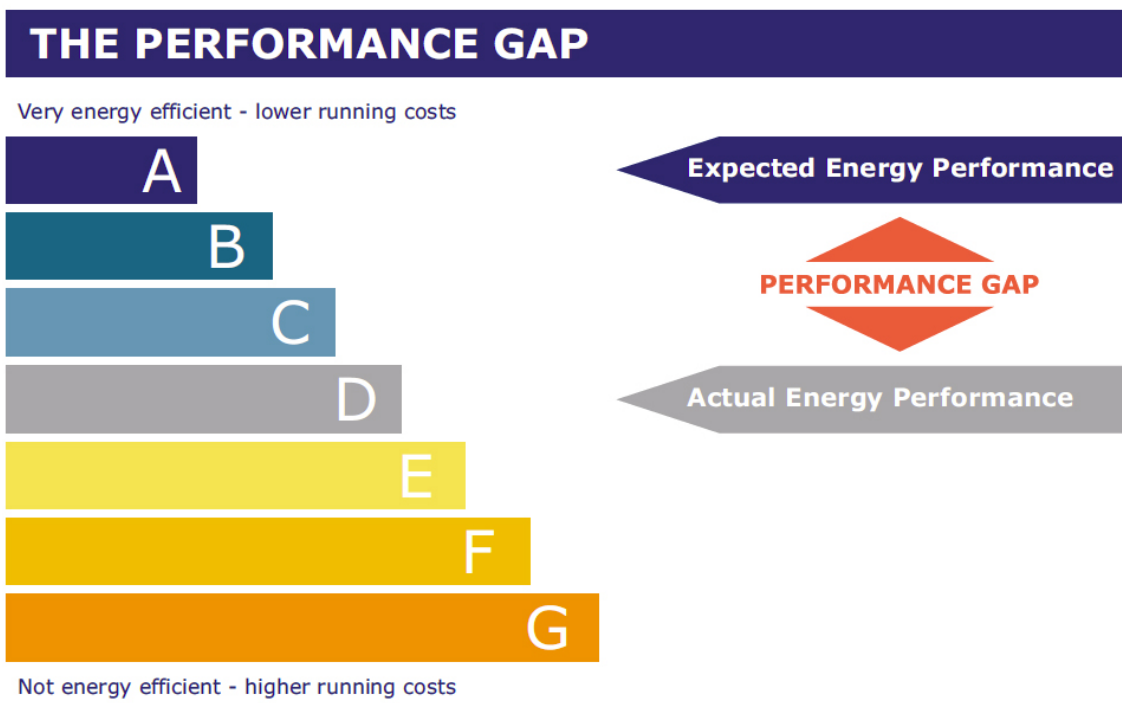 THE PERFORMANCE GAP
Very energy efficient - lower running costs
A
Expected Energy Performance
B
PERFORMANCE GAP
C
D
Actual Energy Performance
E
F
G
Not energy efficient - higher running costs